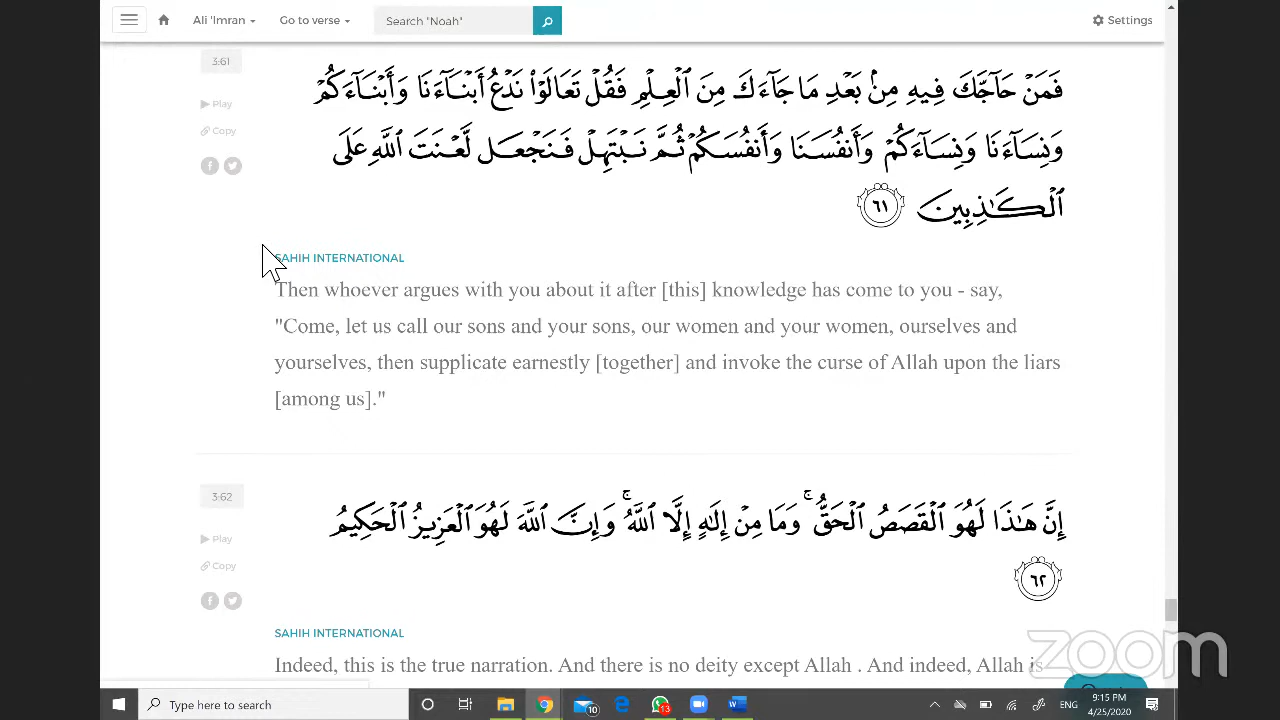 Ali 'Imran
Go to verse
Search "Noah"
Settings
3:61
فَمَنْ حَآجَّكَ فِيهِ مِنۢ بَعْدِ مَا جَآءَكَ مِنَ ٱلْعِلْمِ فَقُلْ تَعَالَوْا۟ نَدْعُ أَبْنَآءَنَا وَأَبْنَآءَكُمْ
Play
Copy
وَنِسَآءَنَا وَنِسَآءَكُمْ وَأَنفُسَنَا وَأَنفُسَكُمْ ثُمَّ نَبْتَهِلْ فَنَجْعَل لَّعْنَتَ ٱللَّهِ عَلَى
ٱلْكَـٰذِبِينَ ٦١
SAHIH INTERNATIONAL
Then whoever argues with you about it after [this] knowledge has come to you - say,
"Come, let us call our sons and your sons, our women and your women, ourselves and
yourselves, then supplicate earnestly [together] and invoke the curse of Allah upon the liars
[among us]."
3:62
إِنَّ هَـٰذَا لَهُوَ ٱلْقَصَصُ ٱلْحَقُّ ۚ وَمَا مِنْ إِلَـٰهٍ إِلَّا ٱللَّهُ ۚ وَإِنَّ ٱللَّهَ لَهُوَ ٱلْعَزِيزُ ٱلْحَكِيمُ
Play
Copy
٦٢
SAHIH INTERNATIONAL
Indeed, this is the true narration. And there is no deity except Allah . And indeed, Allah is
zoom
Type here to search
10
13
ENG
9:15 PM
4/25/2020